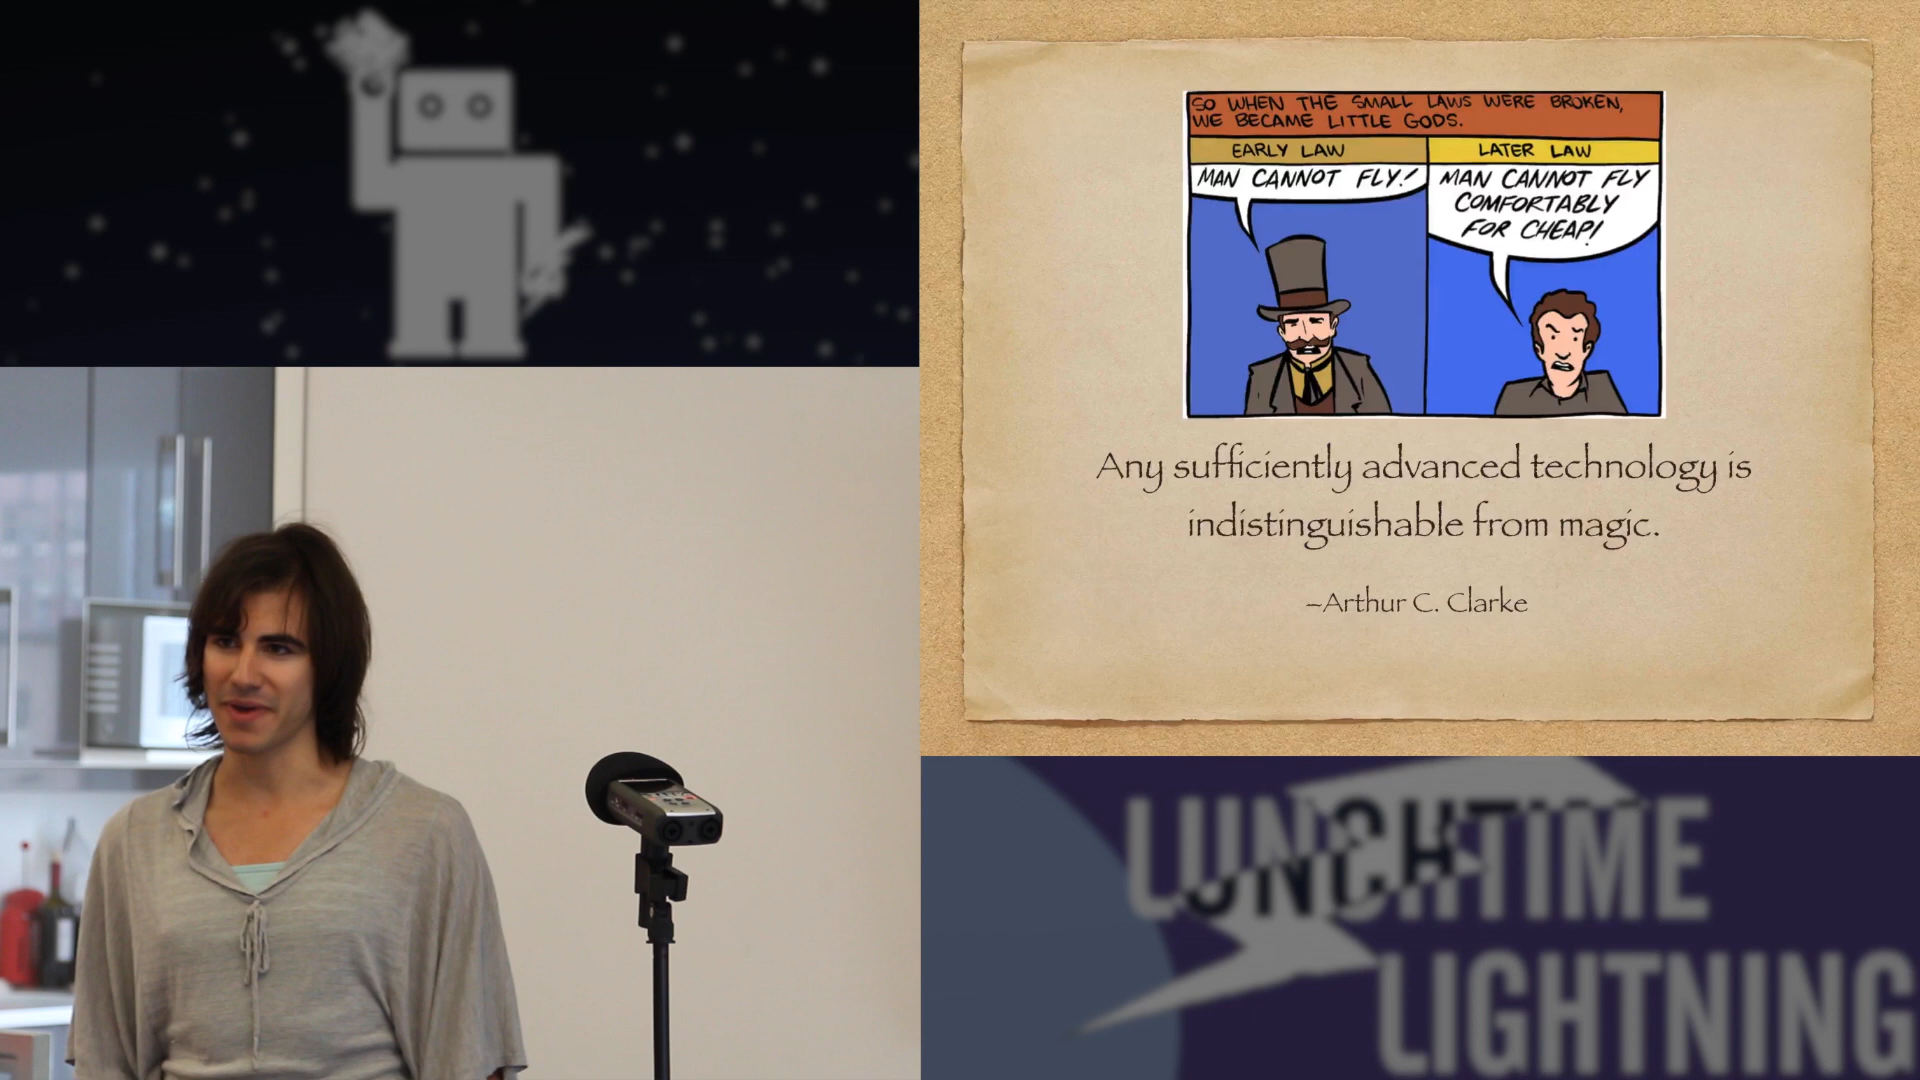 SO WHEN THE SMALL LAWS WERE BROKEN,
WE BECAME LITTLE GODS.
EARLY LAW
MAN CANNOT FLY!
LATER LAW
MAN CANNOT FLY
COMFORTABLY
FOR CHEAP!
Any sufficiently advanced technology is
indistinguishable from magic.
–Arthur C. Clarke
LUNCHTIME
LUNCH
LIGHTNING